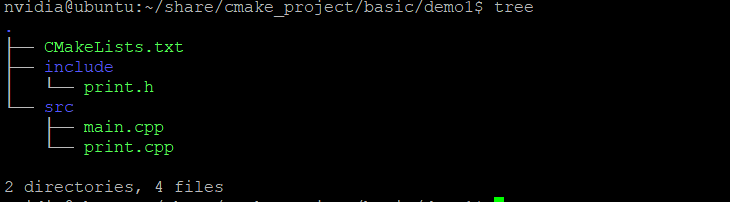 nvidia@ubuntu:~/share/cmake_project/basic/demo1$ tree
.
├── CMakeLists.txt
├── include
│   └── print.h
└── src
    ├── main.cpp
    └── print.cpp
2 directories, 4 files